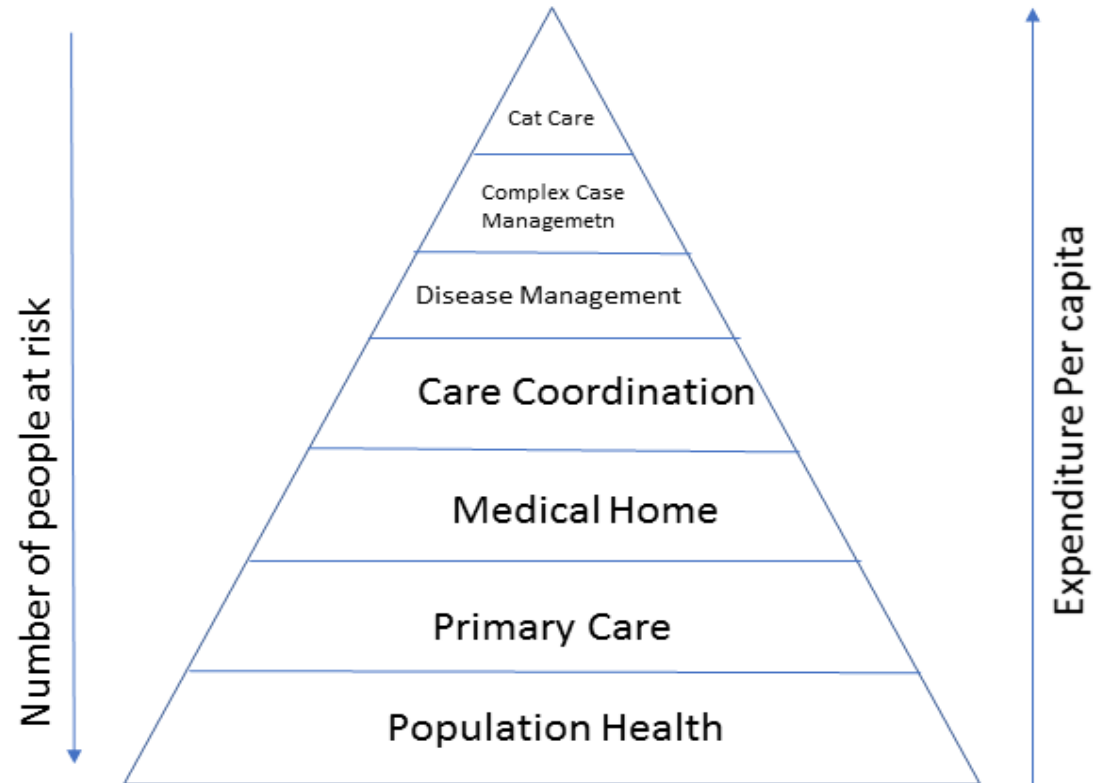 Cat Care
Complex Case
Managemetn
Disease Management
Care Coordination
Medical Home
Primary Care
Population Health
Number of people at risk
Expenditure Per capita